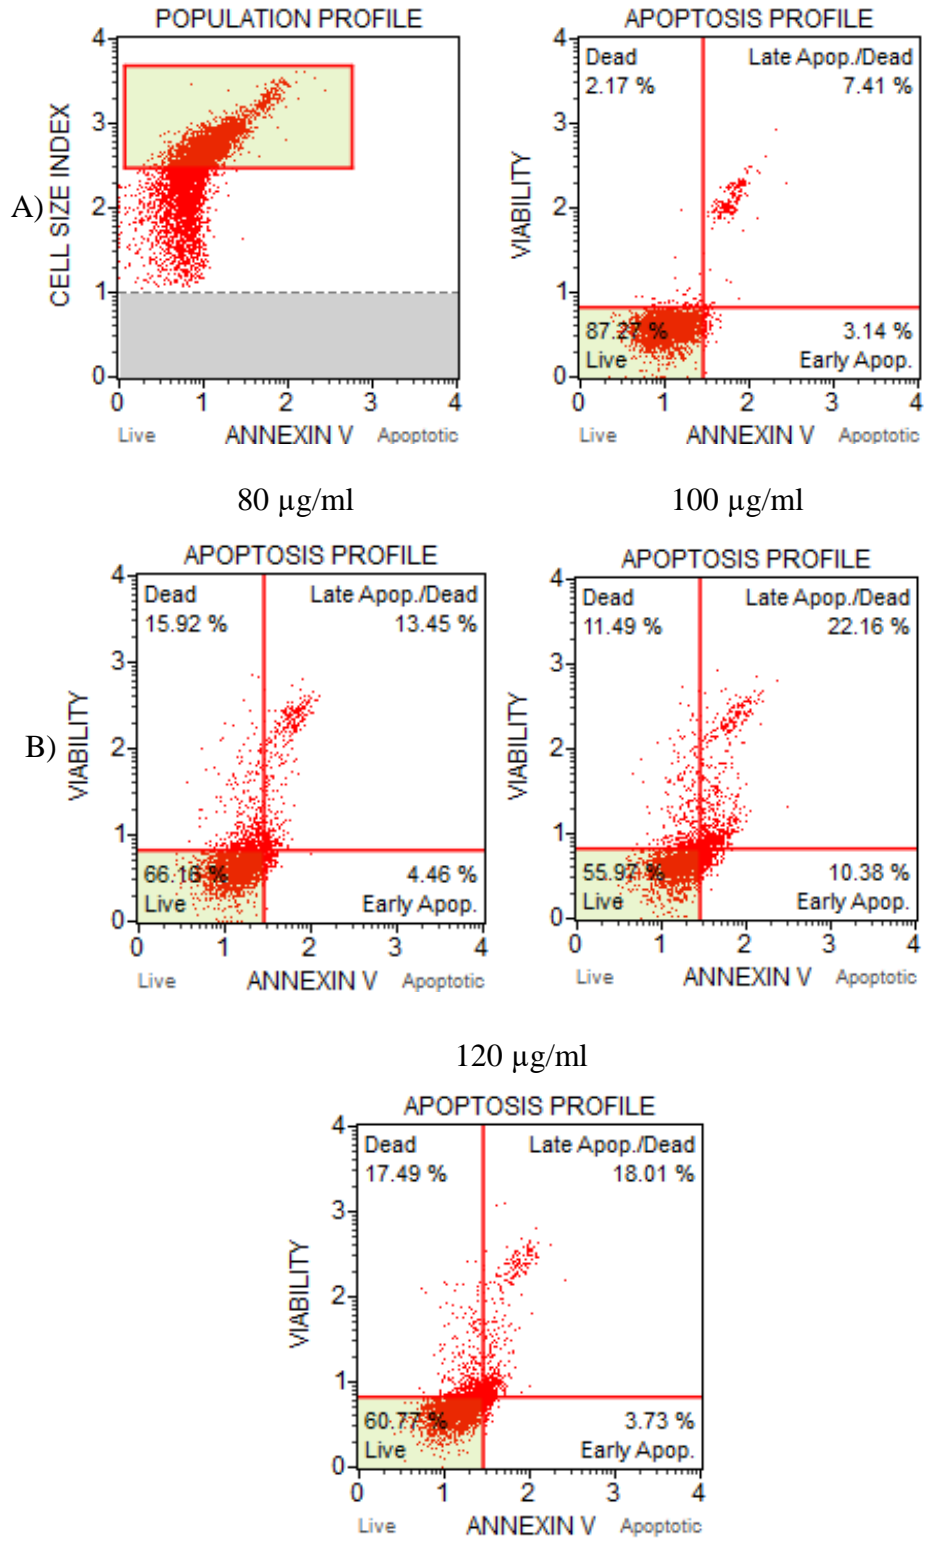 POPULATION PROFILE
APOPTOSIS PROFILE
A)
CELL SIZE INDEX
4
3
2
1
0
0 1 2 3 4
Live ANNEXIN V Apoptotic
VIABILITY
4
3
2
1
0
Dead Late Apop./Dead
2.17 % 7.41 %
87.27 % 3.14 %
Live Early Apop.
0 1 2 3 4
Live ANNEXIN V Apoptotic
80 µg/ml
100 µg/ml
B)
APOPTOSIS PROFILE
VIABILITY
4
3
2
1
0
Dead Late Apop./Dead
15.92 % 13.45 %
66.16 % 4.46 %
Live Early Apop.
0 1 2 3 4
Live ANNEXIN V Apoptotic
APOPTOSIS PROFILE
VIABILITY
4
3
2
1
0
Dead Late Apop./Dead
11.49 % 22.16 %
55.97 % 10.38 %
Live Early Apop.
0 1 2 3 4
Live ANNEXIN V Apoptotic
120 µg/ml
APOPTOSIS PROFILE
VIABILITY
4
3
2
1
0
Dead Late Apop./Dead
17.49 % 18.01 %
60.77 % 3.73 %
Live Early Apop.
0 1 2 3 4
Live ANNEXIN V Apoptotic